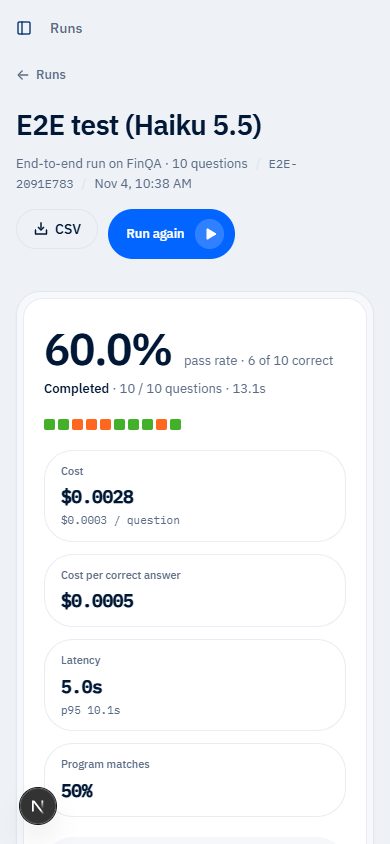 Runs
← Runs
E2E test (Haiku 5.5)
End-to-end run on FinQA · 10 questions / E2E-
2091E783 / Nov 4, 10:38 AM
CSV
Run again
60.0% pass rate · 6 of 10 correct
Completed · 10 / 10 questions · 13.1s
Cost
$0.0028
$0.0003 / question
Cost per correct answer
$0.0005
Latency
5.0s
p95 10.1s
Program matches
50%
N